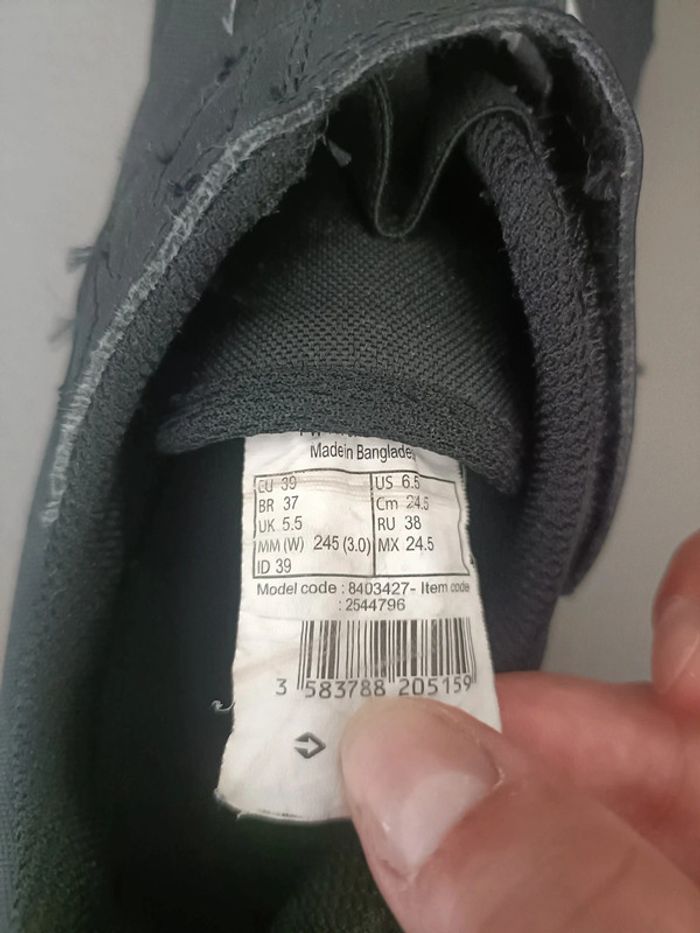 Made in Banglade
EU 39 US 6.5
BR 37 Cm 24.5
UK 5.5 RU 38
MM (W) 245 (3.0) MX 24.5
ID 39
Model code : 8403427- Item code
: 2544796
3 583788 205159